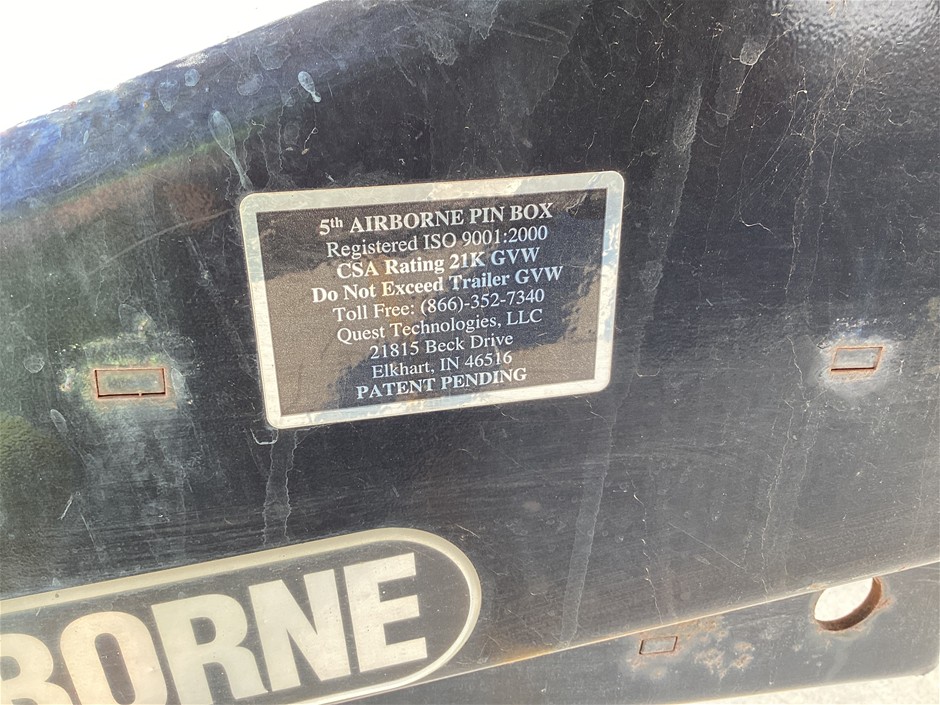 5th AIRBORNE PIN BOX
Registered ISO 9001:2000
CSA Rating 21K GVW
Do Not Exceed Trailer GVW
Toll Free: (866)-352-7340
Quest Technologies, LLC
21815 Beck Drive
Elkhart, IN 46516
PATENT PENDING
BORNE